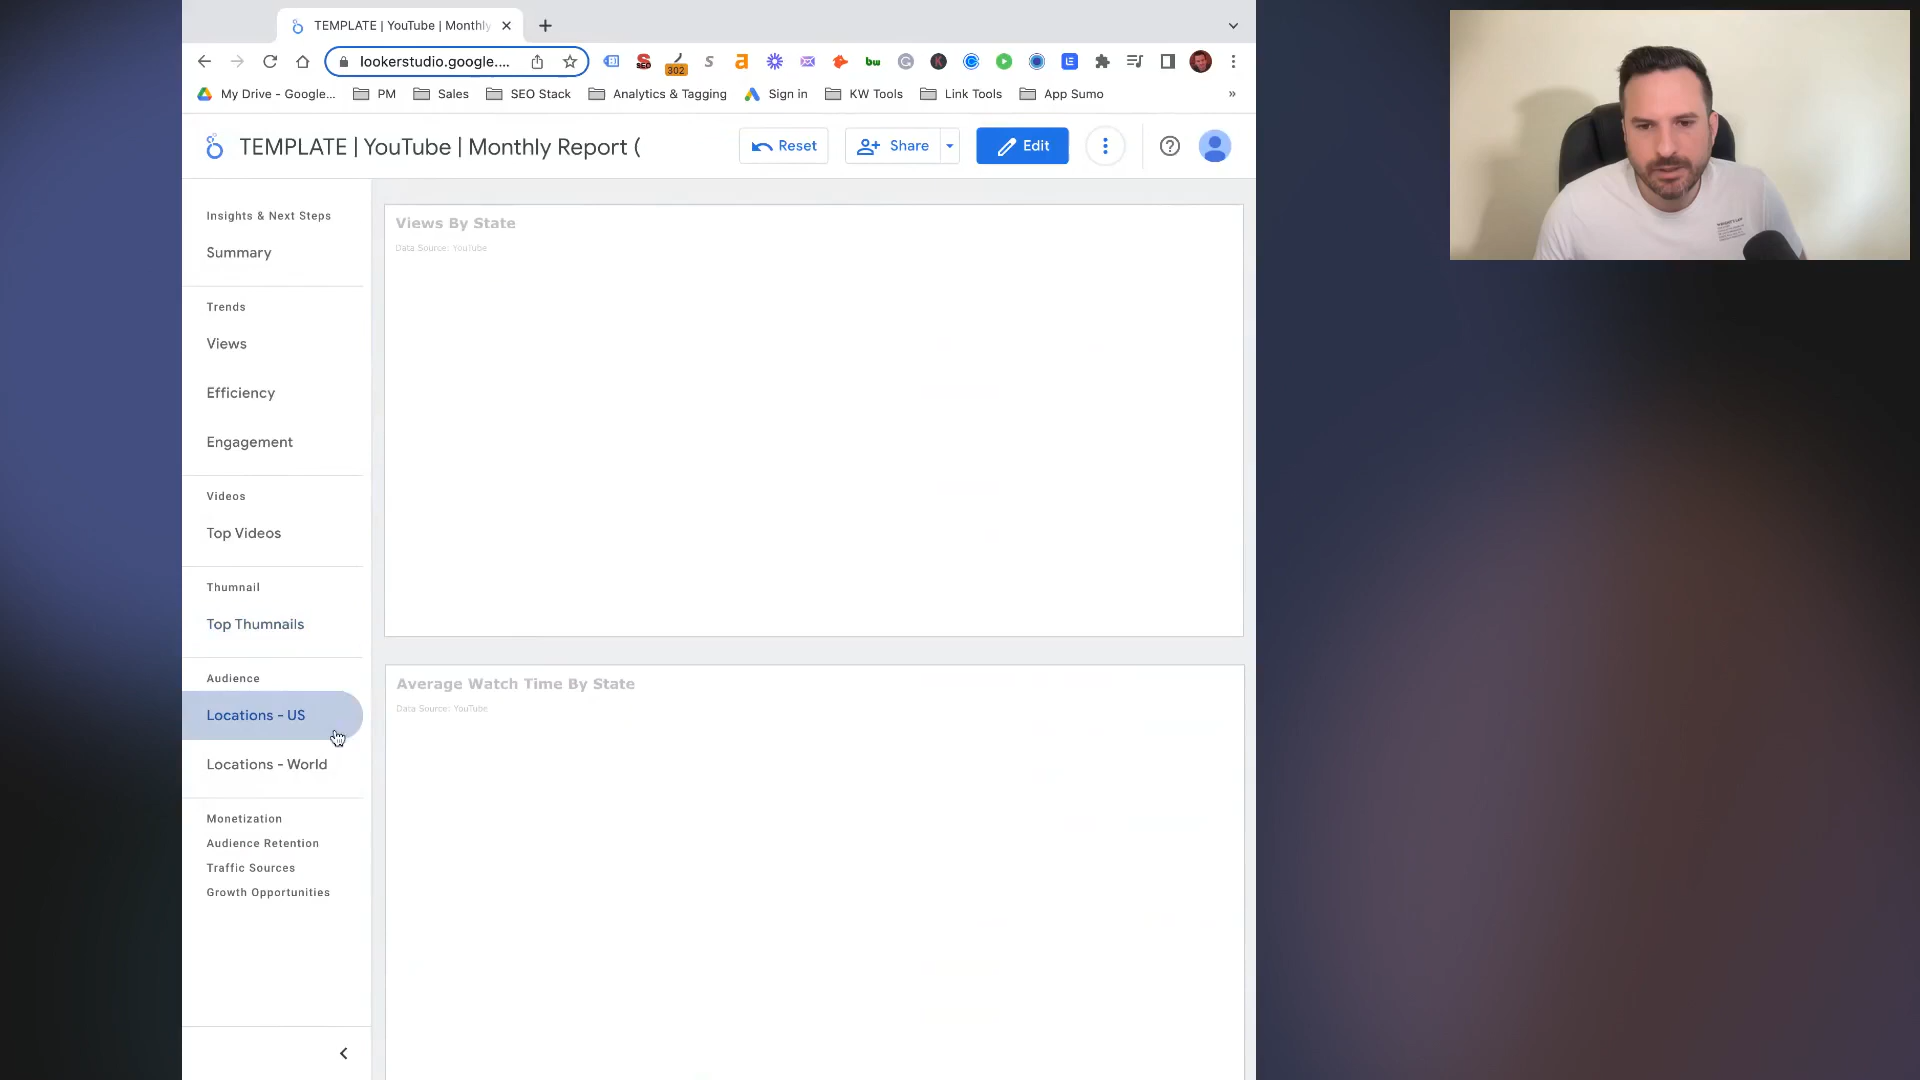 TEMPLATE | YouTube | Monthly
lookerstudio.google....
302
My Drive - Google...
PM
Sales
SEO Stack
Analytics & Tagging
Sign in
KW Tools
Link Tools
App Sumo
»
TEMPLATE | YouTube | Monthly Report (
Reset
Share
Edit
Insights & Next Steps
Summary
Trends
Views
Efficiency
Engagement
Videos
Top Videos
Thumnail
Top Thumnails
Audience
Locations - US
Locations - World
Monetization
Audience Retention
Traffic Sources
Growth Opportunities
Views By State
Data Source: YouTube
Average Watch Time By State
Data Source: YouTube